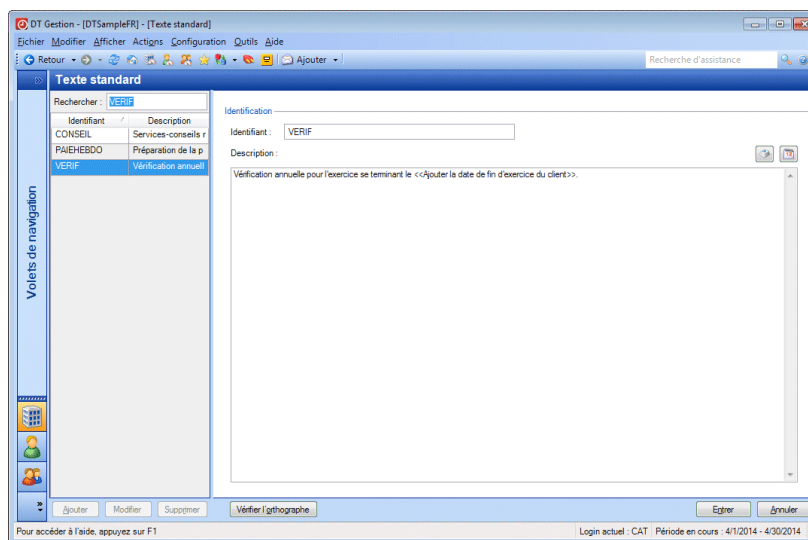 DT Gestion - [DTSampleFR] - [Texte standard]
Fichier Modifier Afficher Actions Configuration Outils Aide
Retour Ajouter Recherche d'assistance
Texte standard
Rechercher : VERIF
Identifiant Description
CONSEIL Services-conseils r
PAIEHEBDO Préparation de la p
VERIF Vérification annuell
Identification
Identifiant : VERIF
Description :
Vérification annuelle pour l'exercice se terminant le <<Ajouter la date de fin d'exercice du client>>.
Volets de navigation
Ajouter Modifier Supprimer Vérifier l'orthographe Entrer Annuler
Pour accéder à l'aide, appuyez sur F1 Login actuel : CAT Période en cours : 4/1/2014 - 4/30/2014